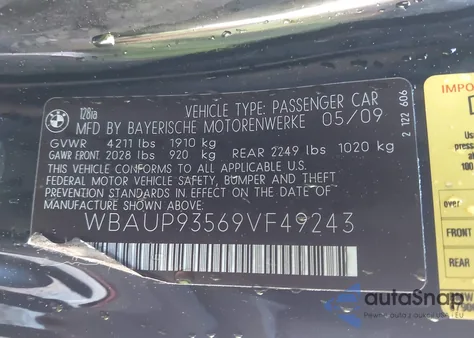 BMW
128ia
VEHICLE TYPE: PASSENGER CAR
MFD BY BAYERISCHE MOTORENWERKE 05/09
GVWR 4211 lbs 1910 kg
GAWR FRONT 2028 lbs 920 kg REAR 2249 lbs 1020 kg
THIS VEHICLE CONFORMS TO ALL APPLICABLE U.S.
FEDERAL MOTOR VEHICLE SAFETY, BUMPER AND THEFT
PREVENTION STANDARDS IN EFFECT ON THE DATE OF
MANUFACTURE SHOWN ABOVE.
WBAUP93569VF49243
2 122 606
IMPO
press
100
FRONT
REAR
autoSnap